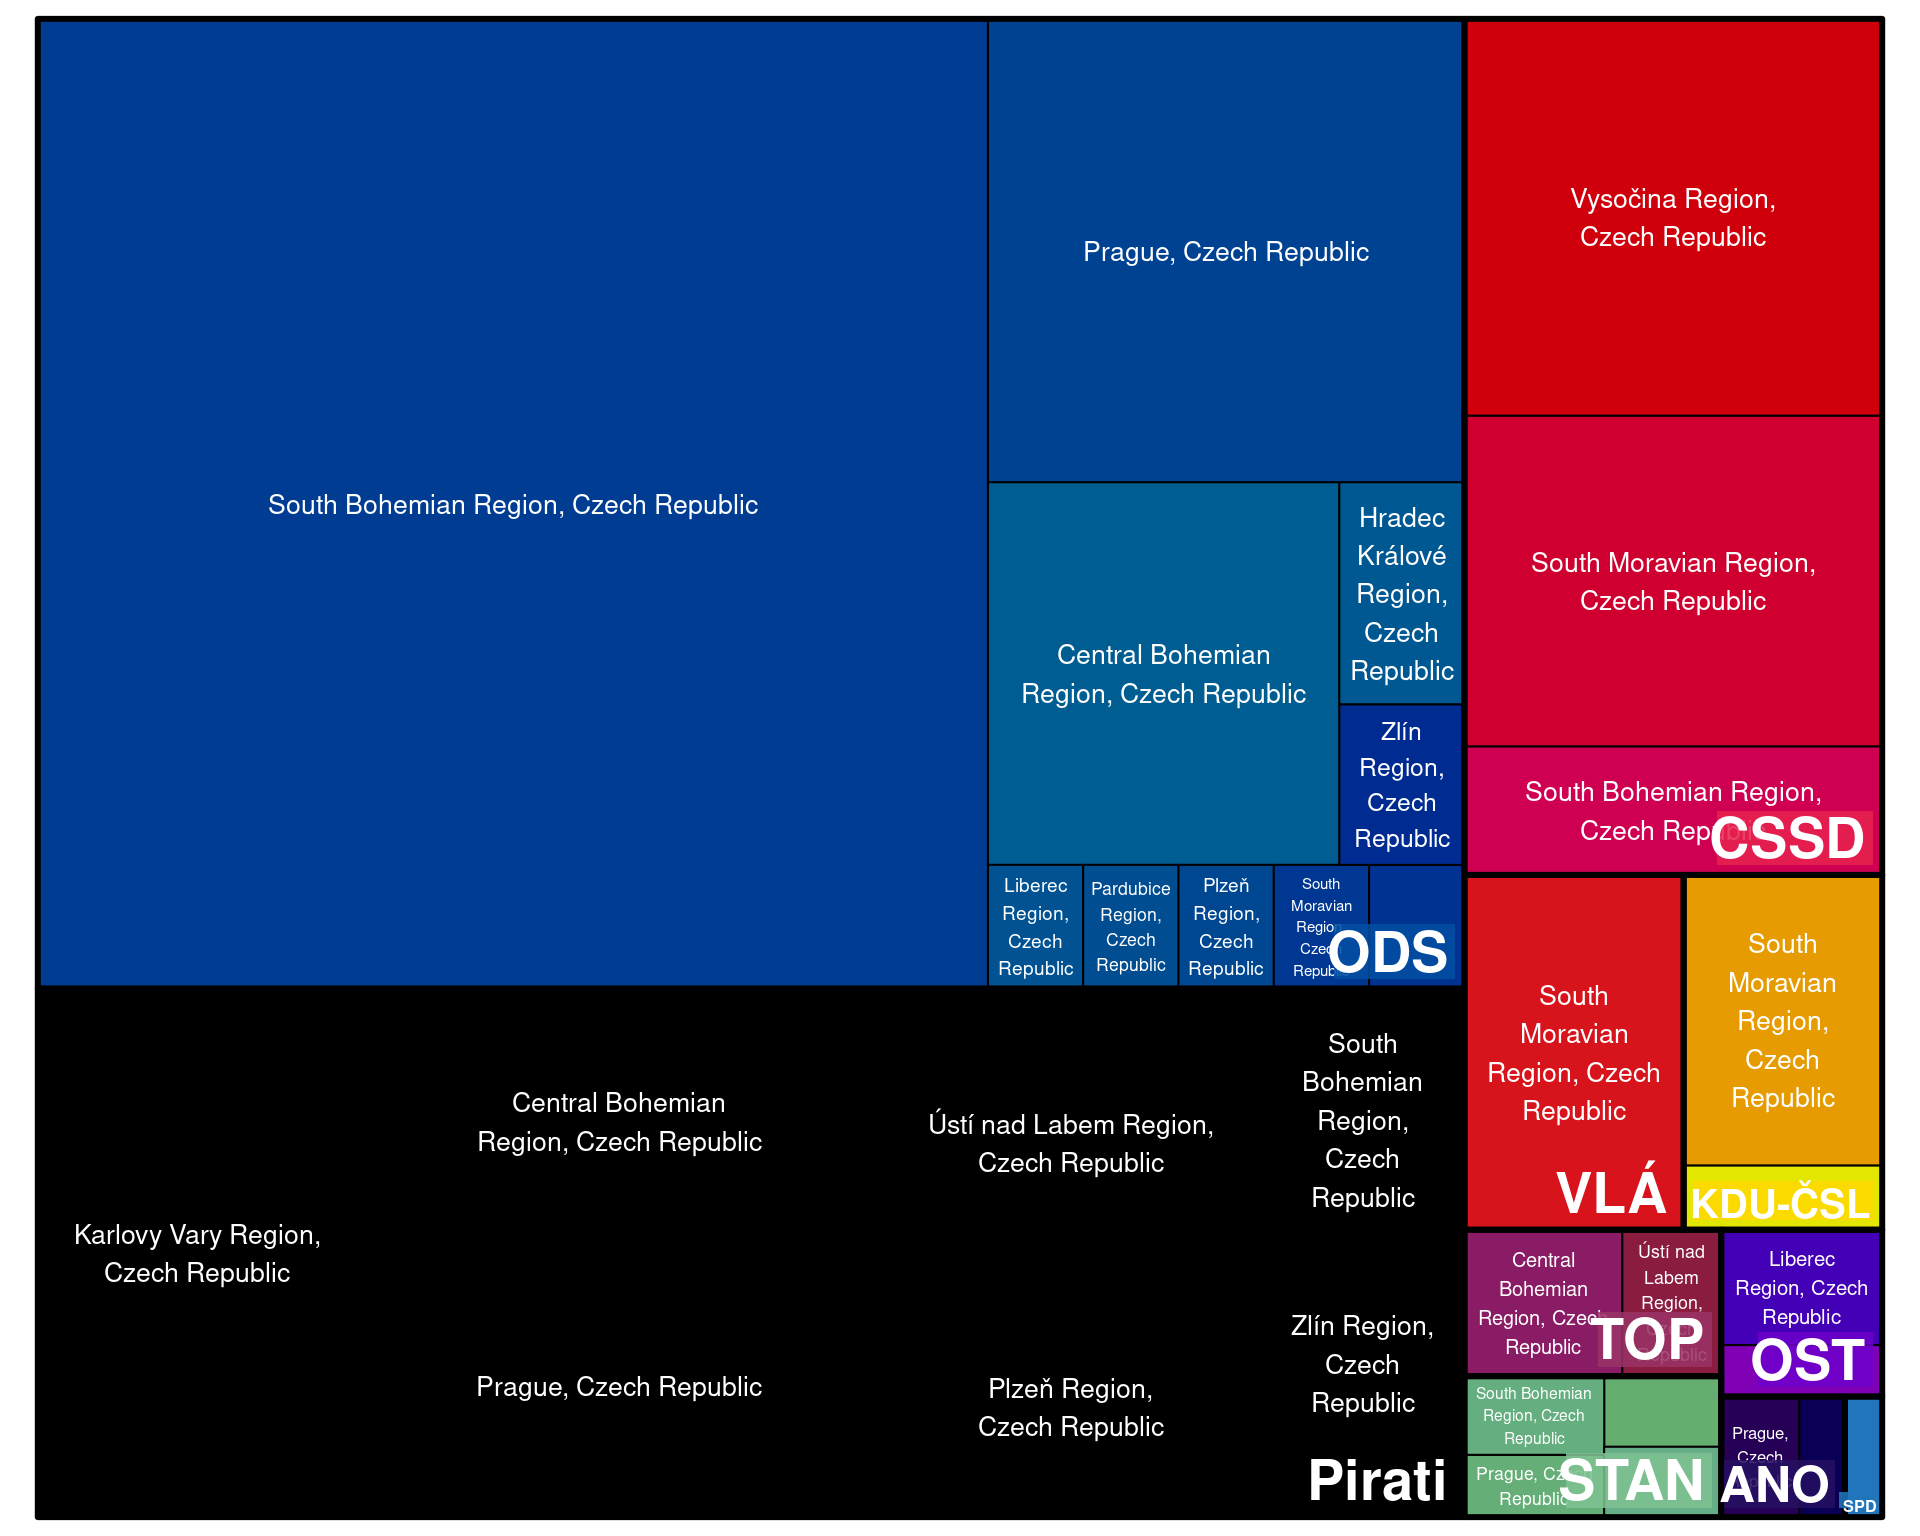 South Bohemian Region, Czech Republic
Prague, Czech Republic
Central Bohemian
Region, Czech Republic
Hradec
Králové
Region,
Czech
Republic
Zlín
Region,
Czech
Republic
Liberec
Region,
Czech
Republic
Pardubice
Region,
Czech
Republic
Plzeň
Region,
Czech
Republic
South
Moravian
Region
Czech
Republic
ODS
Vysočina Region,
Czech Republic
South Moravian Region,
Czech Republic
South Bohemian Region,
Czech Republic
CSSD
Karlovy Vary Region,
Czech Republic
Central Bohemian
Region, Czech Republic
Prague, Czech Republic
Ústí nad Labem Region,
Czech Republic
Plzeň Region,
Czech Republic
South
Bohemian
Region,
Czech
Republic
Zlín Region,
Czech
Republic
Pirati
South
Moravian
Region, Czech
Republic
VLÁ
South
Moravian
Region,
Czech
Republic
KDU-ČSL
Central
Bohemian
Region, Czech
Republic
Ústí nad
Labem
Region,
Republic
TOP
Liberec
Region, Czech
Republic
OST
South Bohemian
Region, Czech
Republic
Prague, Czech
Republic
STAN
Prague,
Czech
ANO
SPD